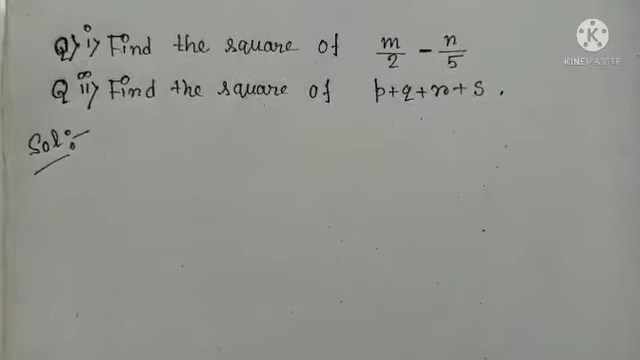 Q) i) Find the square of m/2 - n/5
Q ii) Find the square of p+q+r+s.
Sol:-
K
KINEMASTER